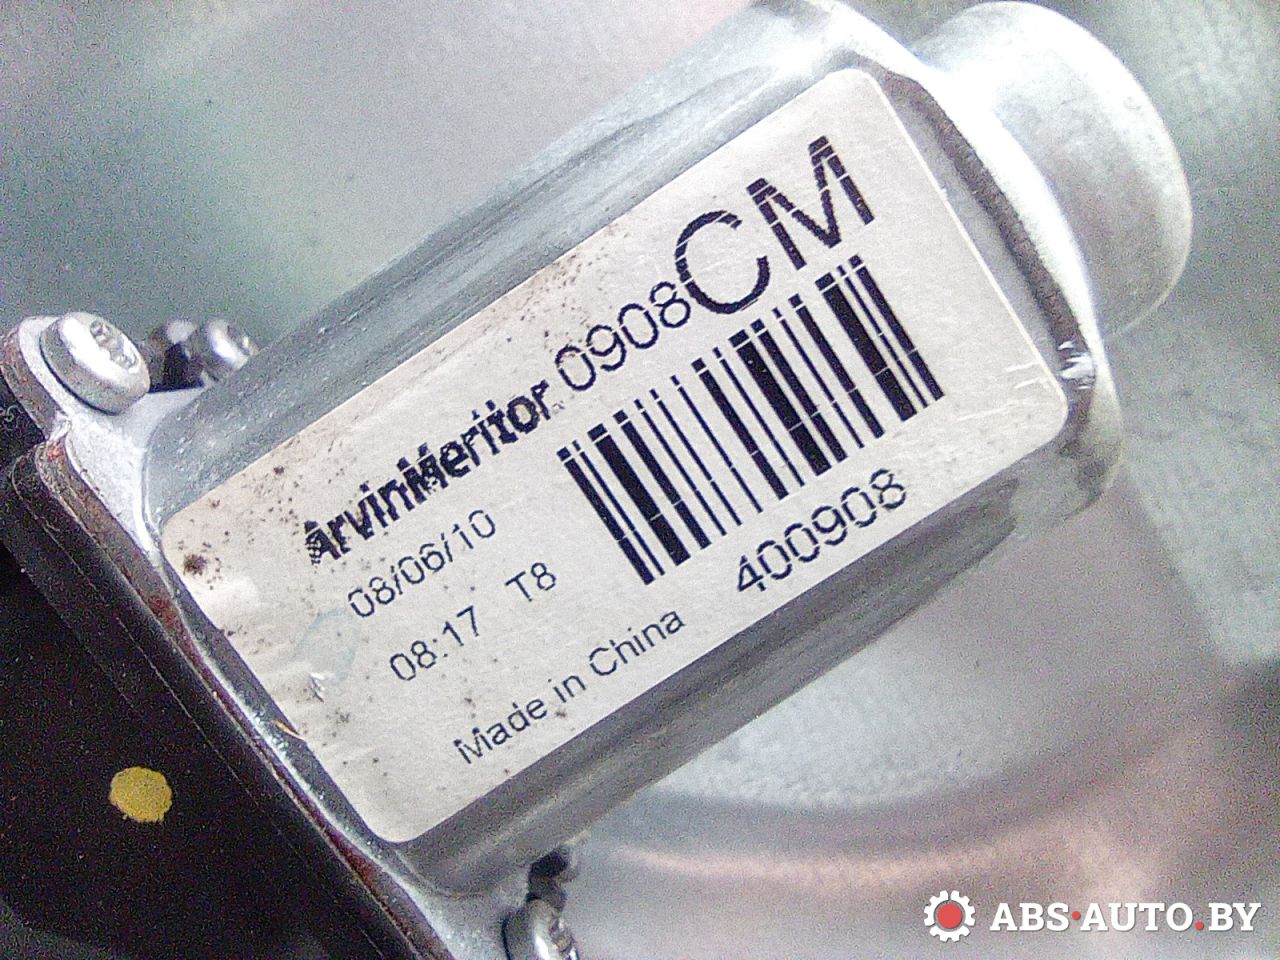 ArvinMeritor 0908CM
08/06/10
08:17 T8
400908
Made in China
ABS·AUTO.BY